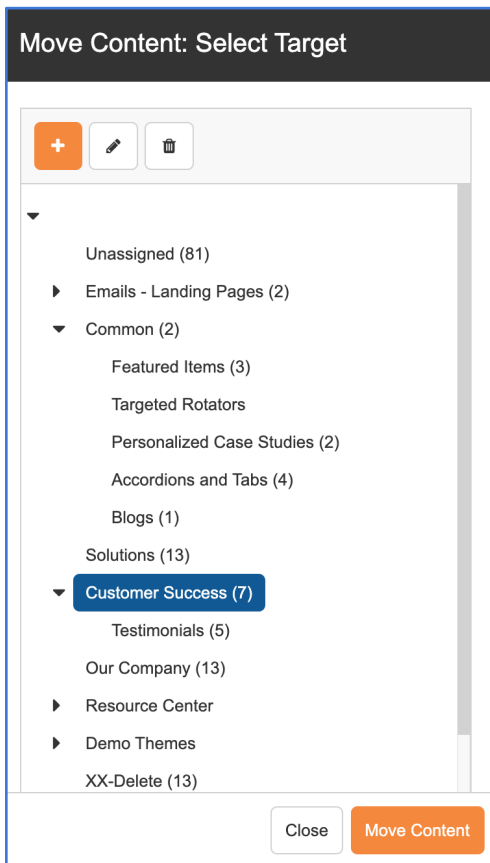 Move Content: Select Target
Unassigned (81)
Emails - Landing Pages (2)
Common (2)
Featured Items (3)
Targeted Rotators
Personalized Case Studies (2)
Accordions and Tabs (4)
Blogs (1)
Solutions (13)
Customer Success (7)
Testimonials (5)
Our Company (13)
Resource Center
Demo Themes
XX-Delete (13)
Close Move Content